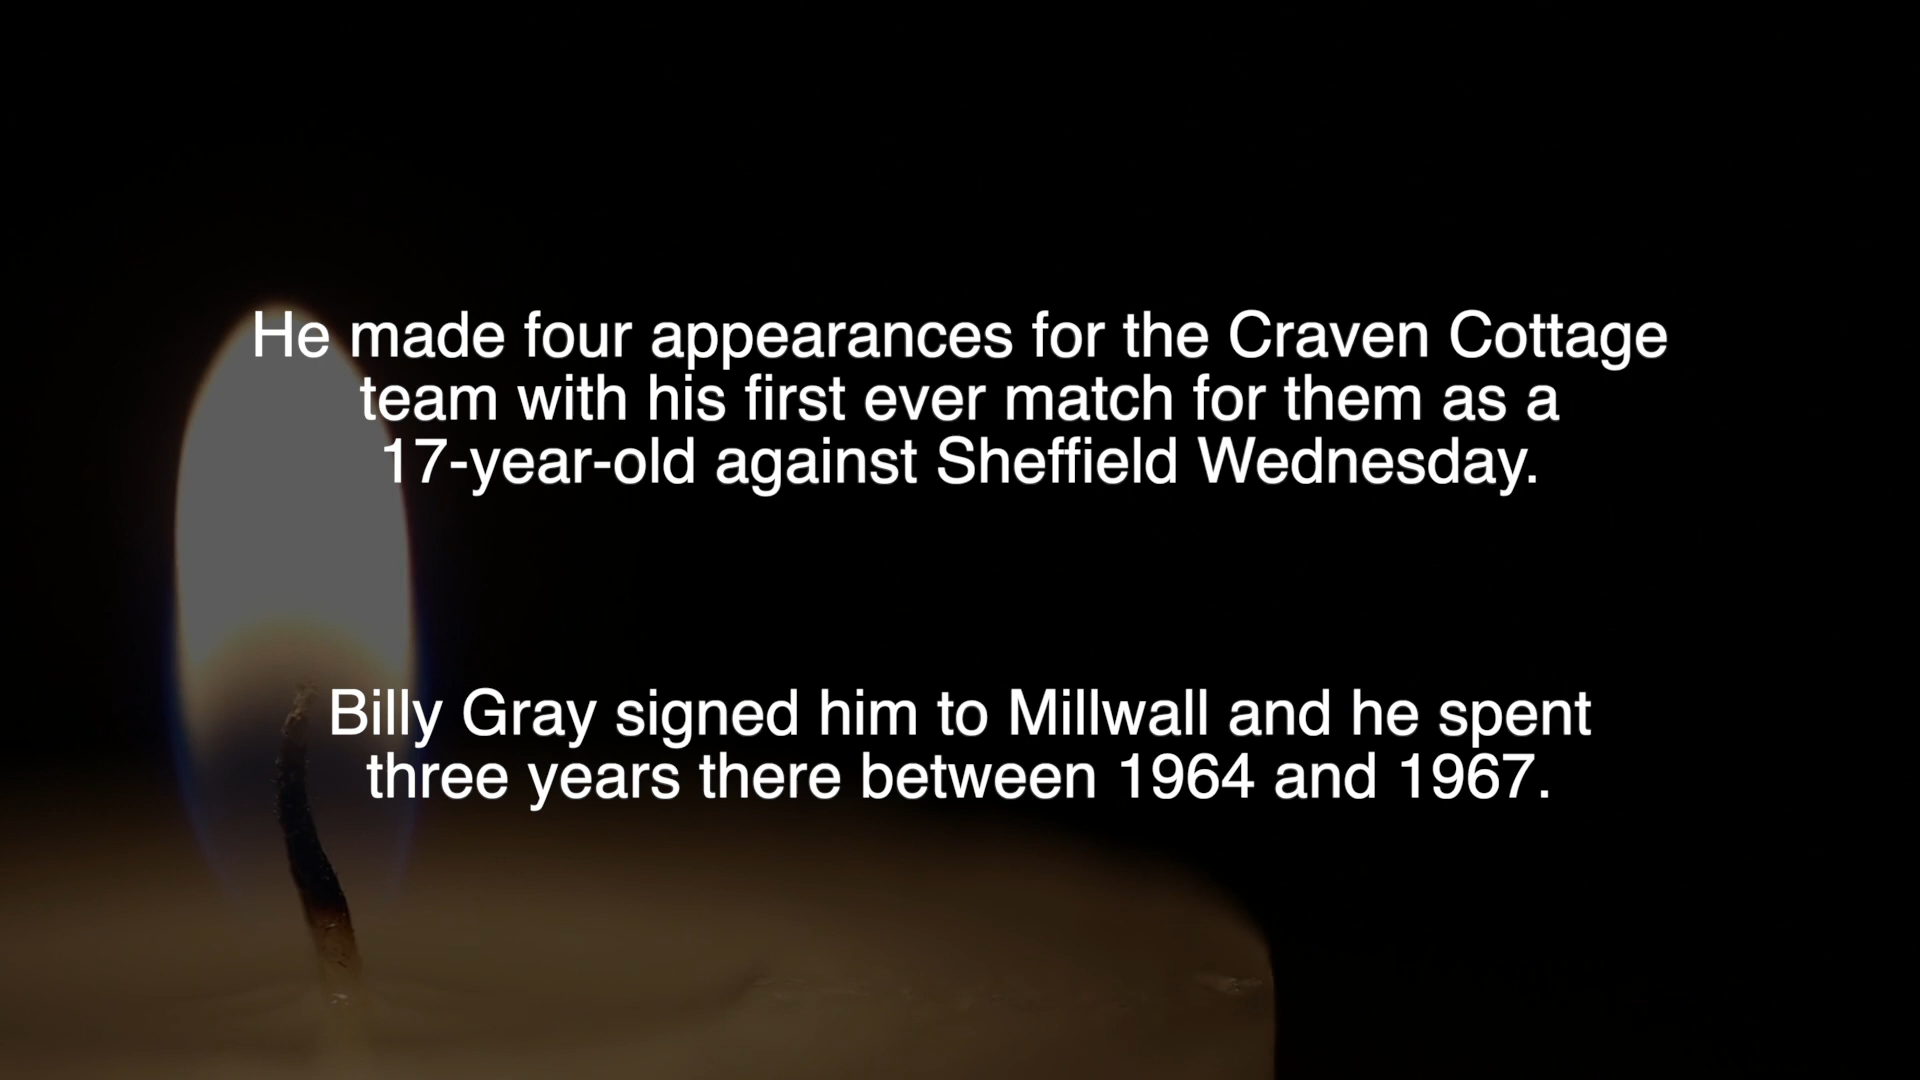 He made four appearances for the Craven Cottage
team with his first ever match for them as a
17-year-old against Sheffield Wednesday.
Billy Gray signed him to Millwall and he spent
three years there between 1964 and 1967.